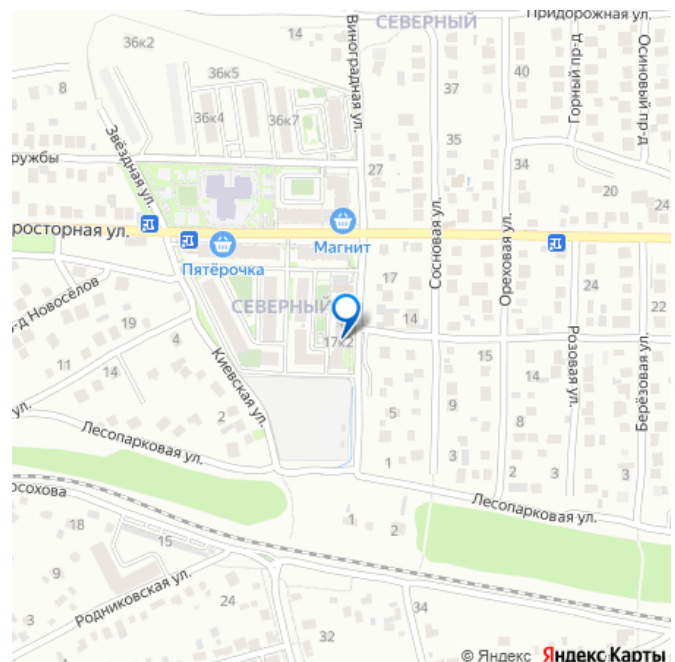 СЕВЕРНЫЙ
Придорожная ул.
36к2
14
Виноградная ул.
Горный пр-д
Осиновый пр-д
36к5
40
8
37
36к4
36к7
35
Звёздная ул.
ружбы
27
34
20
24
росторная ул.
Магнит
Пятёрочка
Сосновая ул.
Ореховая ул.
17
24
СЕВЕРНЫЙ
22
р-д Новосёлов
19
4
14
17к2
15
Розовая ул.
Берёзовая ул.
11
14
Киевская ул.
2
5
9
8
ул.
Лесопарковая ул.
1
3
2
3
3
Лесопарковая ул.
осохова
18
15
1
2
9
Родниковская ул.
24
34
3
32
© Яндекс Яндекс Карты